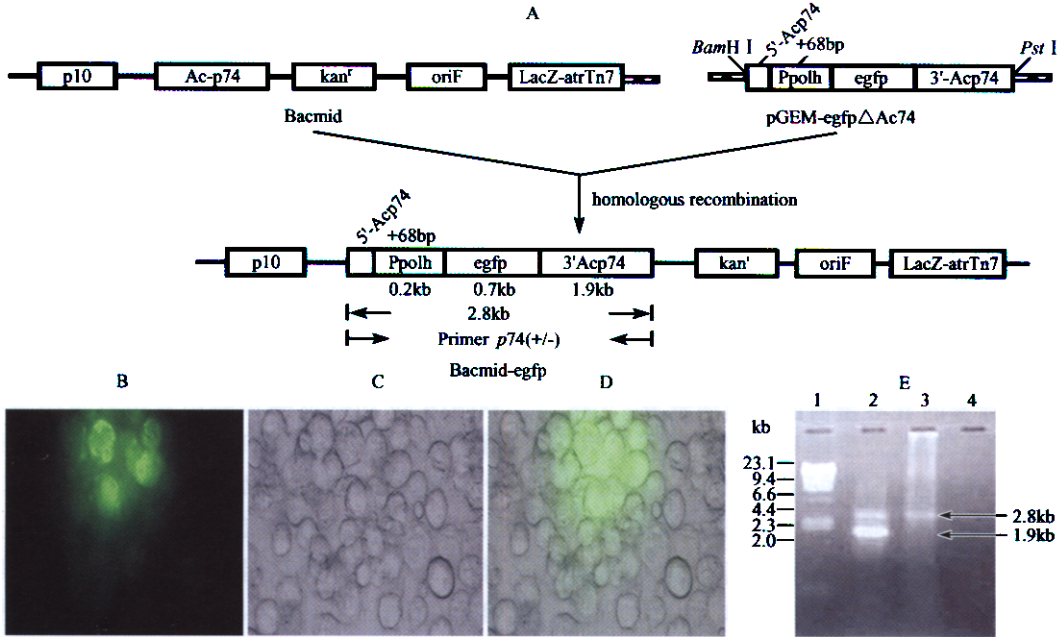 A
p10
Ac-p74
kanʳ
oriF
LacZ-atrTn7
Bacmid
BamH I
5'-Acp74
+68bp
Pst I
Ppolh
egfp
3'-Acp74
pGEM-egfp△Ac74
homologous recombination
5'-Acp74
+68bp
p10
Ppolh
egfp
3'Acp74
kanʳ
oriF
LacZ-atrTn7
0.2kb
0.7kb
1.9kb
2.8kb
Primer p74(+/-)
Bacmid-egfp
B
C
D
E
1 2 3 4
kb
23.1
9.4
6.6
4.4
2.3
2.0
2.8kb
1.9kb